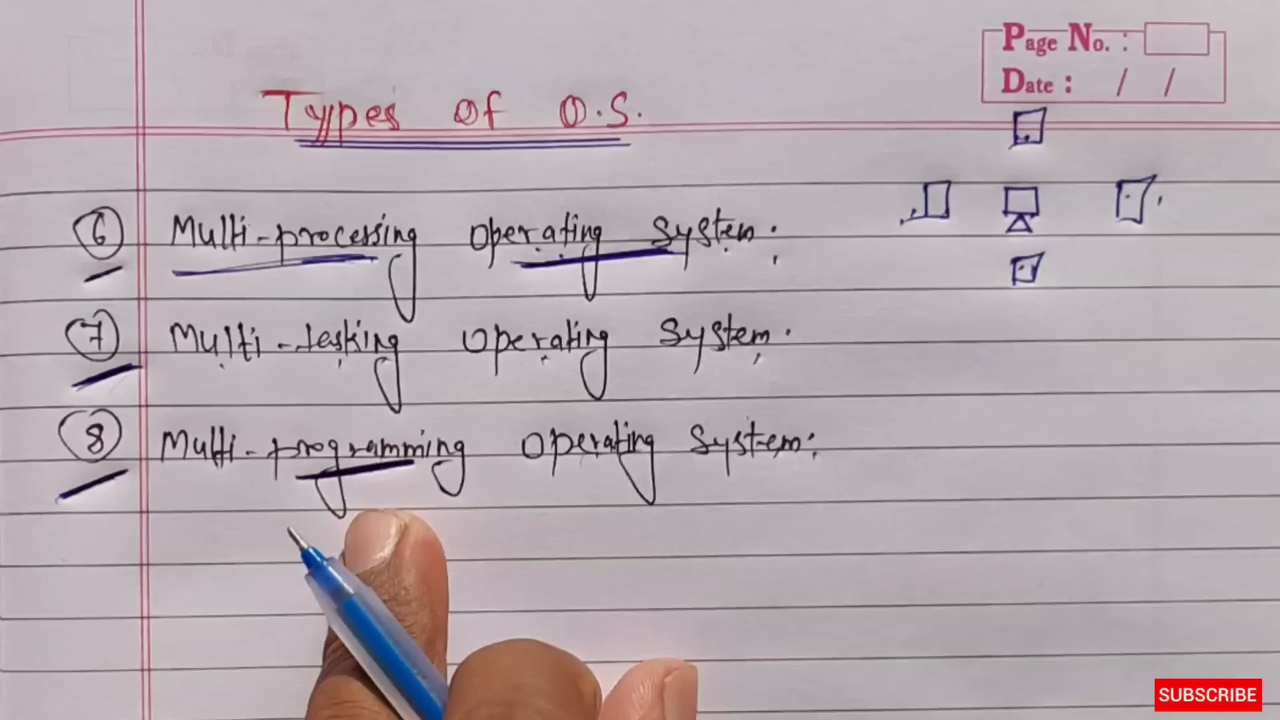 Page No. :
Date : / /
Types of O.S.
6 Multi-processing operating system.
7 Multi-tasking operating system.
8 Multi-programming operating system:
SUBSCRIBE